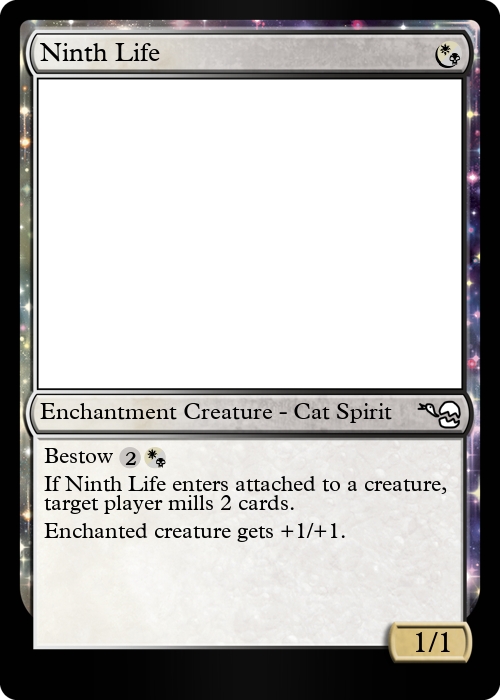 Ninth Life
Enchantment Creature - Cat Spirit
Bestow 2
If Ninth Life enters attached to a creature,
target player mills 2 cards.
Enchanted creature gets +1/+1.
1/1